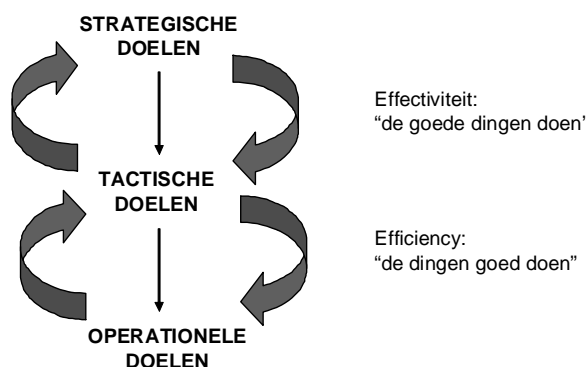 STRATEGISCHE
DOELEN
Effectiviteit:
“de goede dingen doen”
TACTISCHE
DOELEN
Efficiency:
“de dingen goed doen”
OPERATIONELE
DOELEN